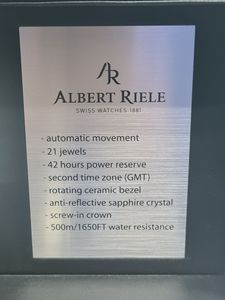 AR
ALBERT RIELE
SWISS WATCHES 1881
- automatic movement
- 21 jewels
- 42 hours power reserve
- second time zone (GMT)
- rotating ceramic bezel
- anti-reflective sapphire crystal
- screw-in crown
- 500m/1650FT water resistance